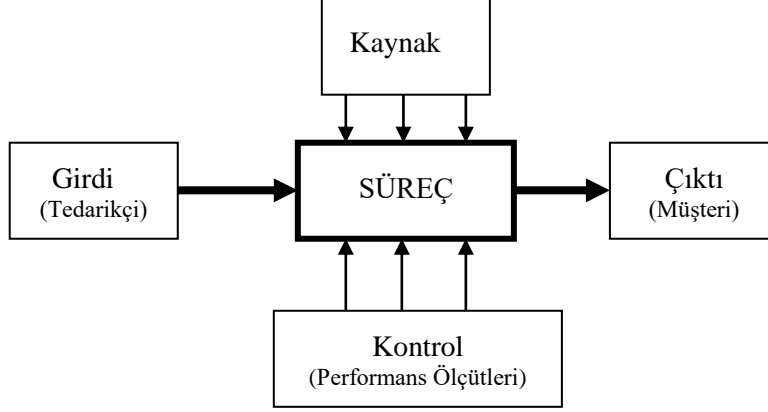 Kaynak
Girdi
(Tedarikçi)
SÜREÇ
Çıktı
(Müşteri)
Kontrol
(Performans Ölçütleri)